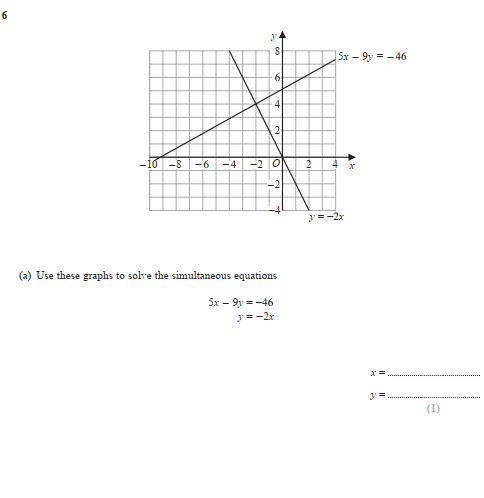 6
y
8
5x – 9y = –46
6
4
2
–10 –8 –6 –4 –2 O 2 4 x
–2
–4
y = –2x
(a) Use these graphs to solve the simultaneous equations
5x – 9y = –46
y = –2x
x = ........................................
y = ........................................
(1)